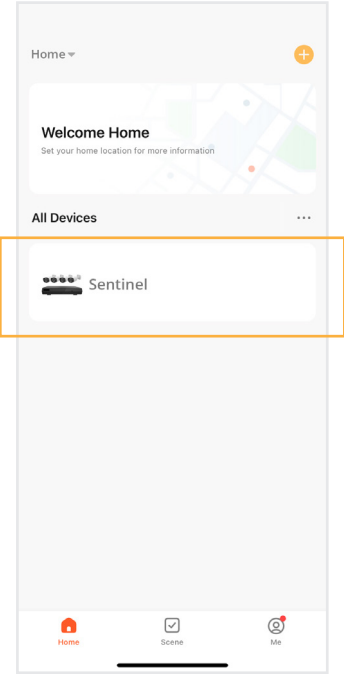 Home
Welcome Home
Set your home location for more information
All Devices
Sentinel
Home
Scene
Me